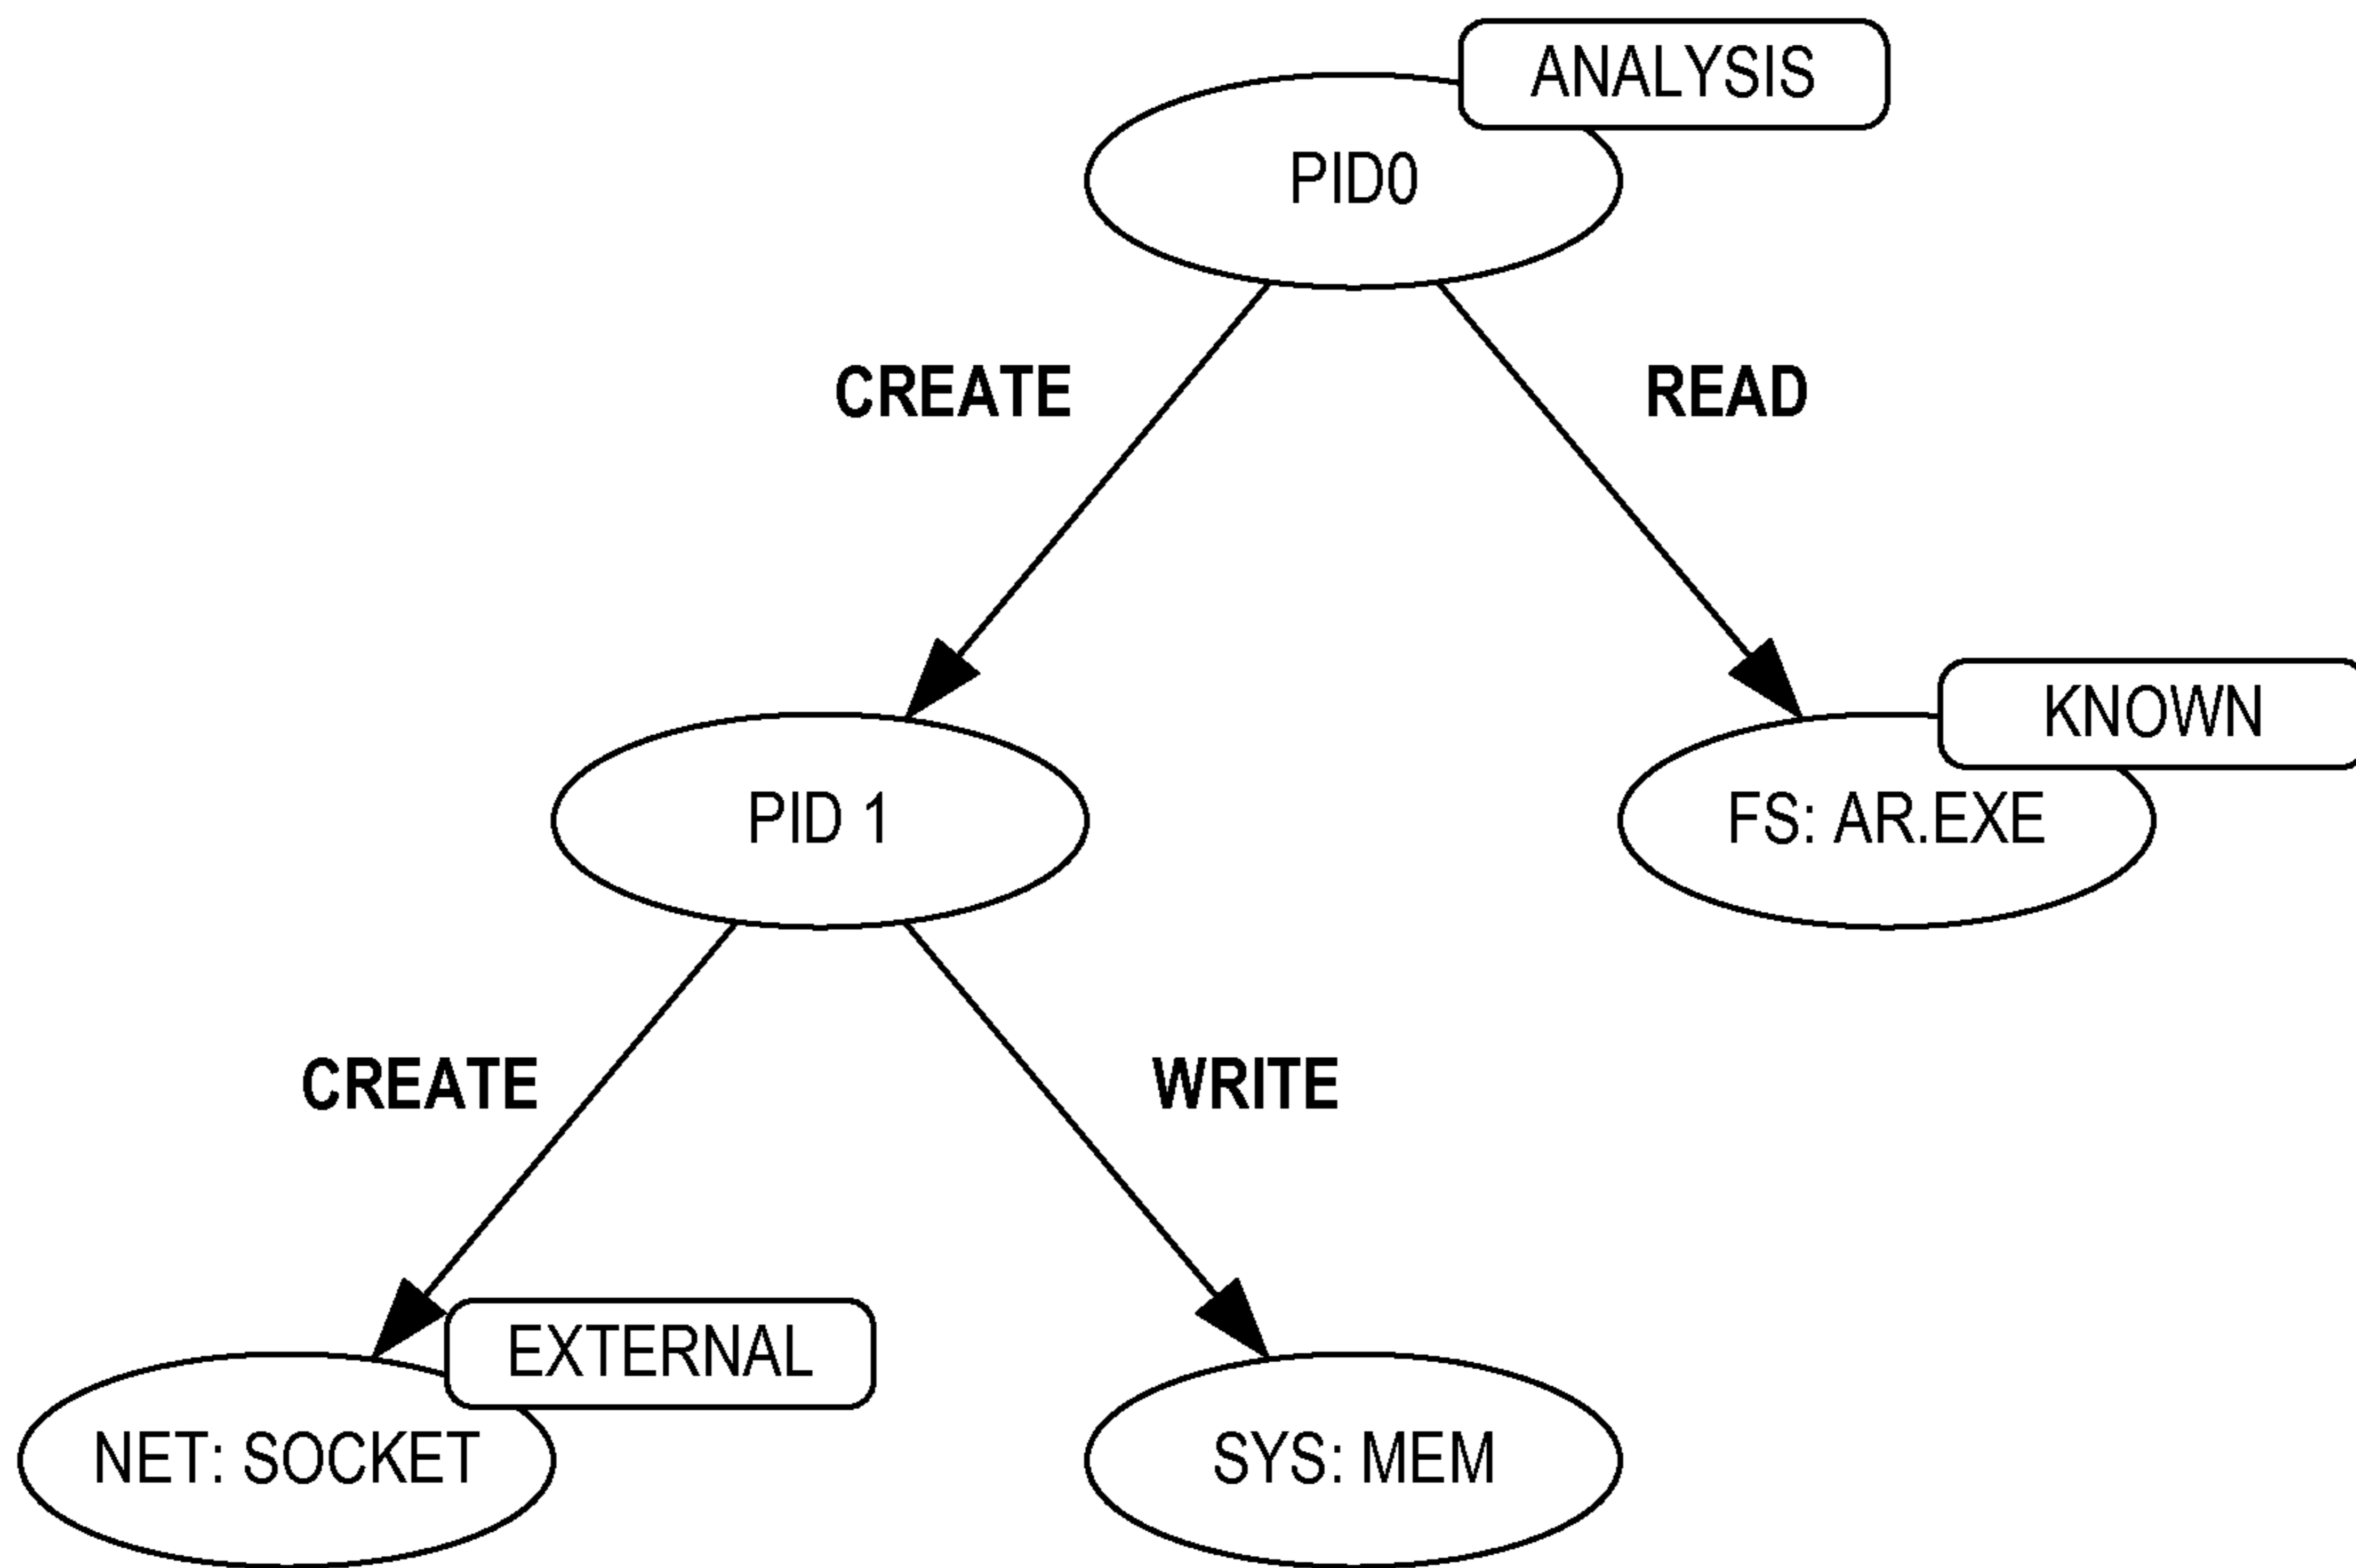 ANALYSIS
PID0
CREATE
READ
KNOWN
PID 1
FS: AR.EXE
CREATE
WRITE
EXTERNAL
NET: SOCKET
SYS: MEM